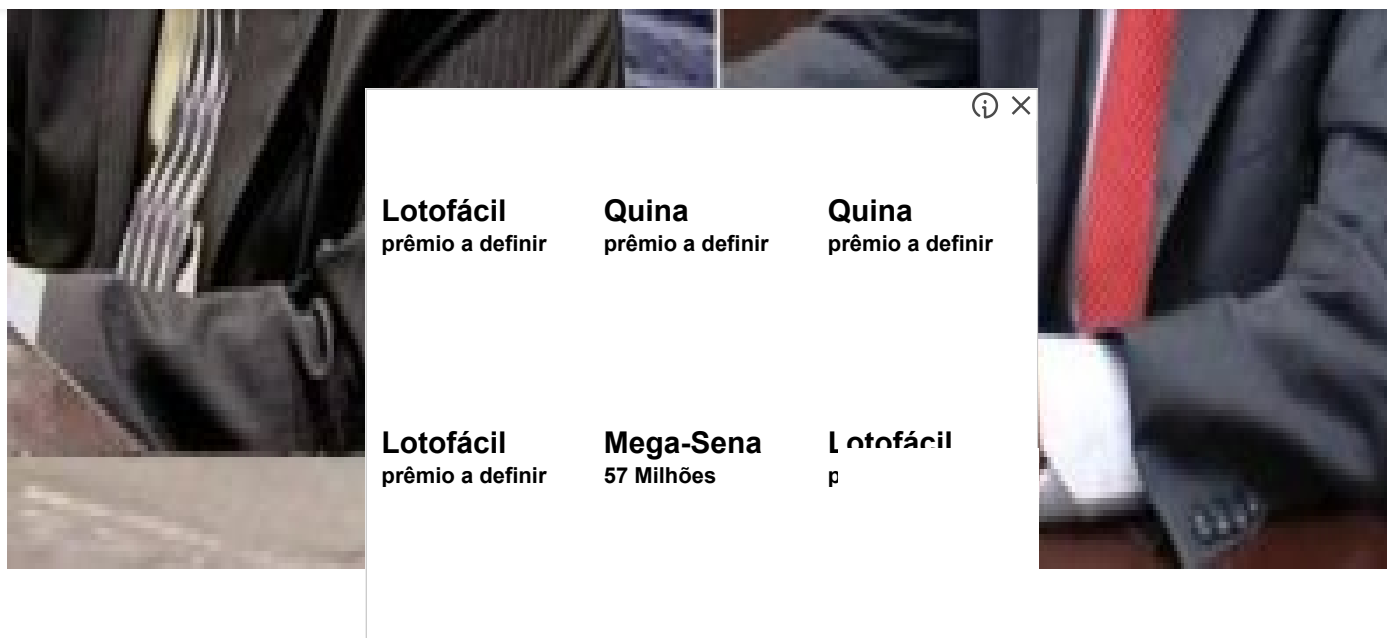 Lotofácil
prêmio a definir
Quina
prêmio a definir
Quina
prêmio a definir
Lotofácil
prêmio a definir
Mega-Sena
57 Milhões
Lotofácil
p